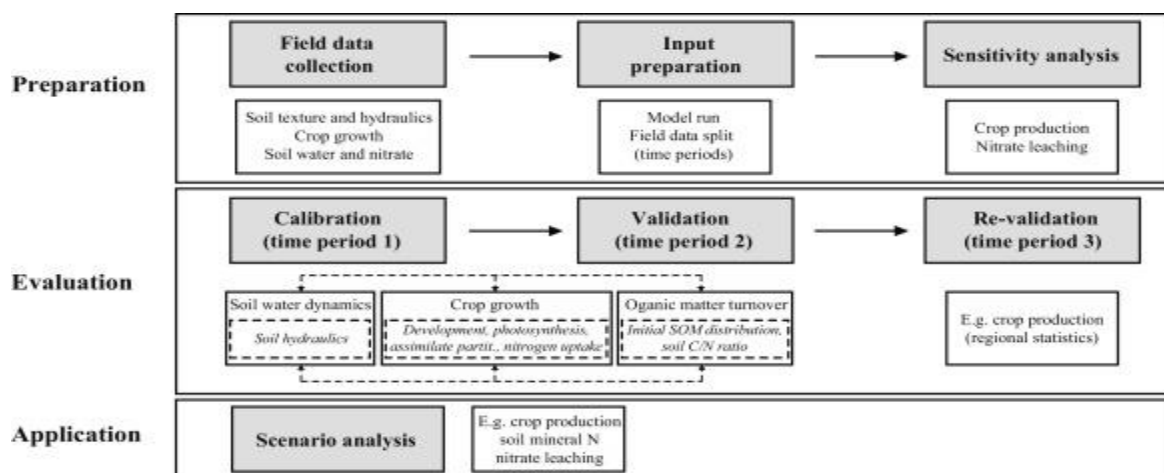 Preparation
Field data
collection
Input
preparation
Sensitivity analysis
Soil texture and hydraulics
Crop growth
Soil water and nitrate
Model run
Field data split
(time periods)
Crop production
Nitrate leaching
Evaluation
Calibration
(time period 1)
Validation
(time period 2)
Re-validation
(time period 3)
Soil water dynamics
Soil hydraulics
Crop growth
Development, photosynthesis,
assimilate partit., nitrogen uptake
Oganic matter turnover
Initial SOM distribution,
soil C/N ratio
E.g. crop production
(regional statistics)
Application
Scenario analysis
E.g. crop production
soil mineral N
nitrate leaching